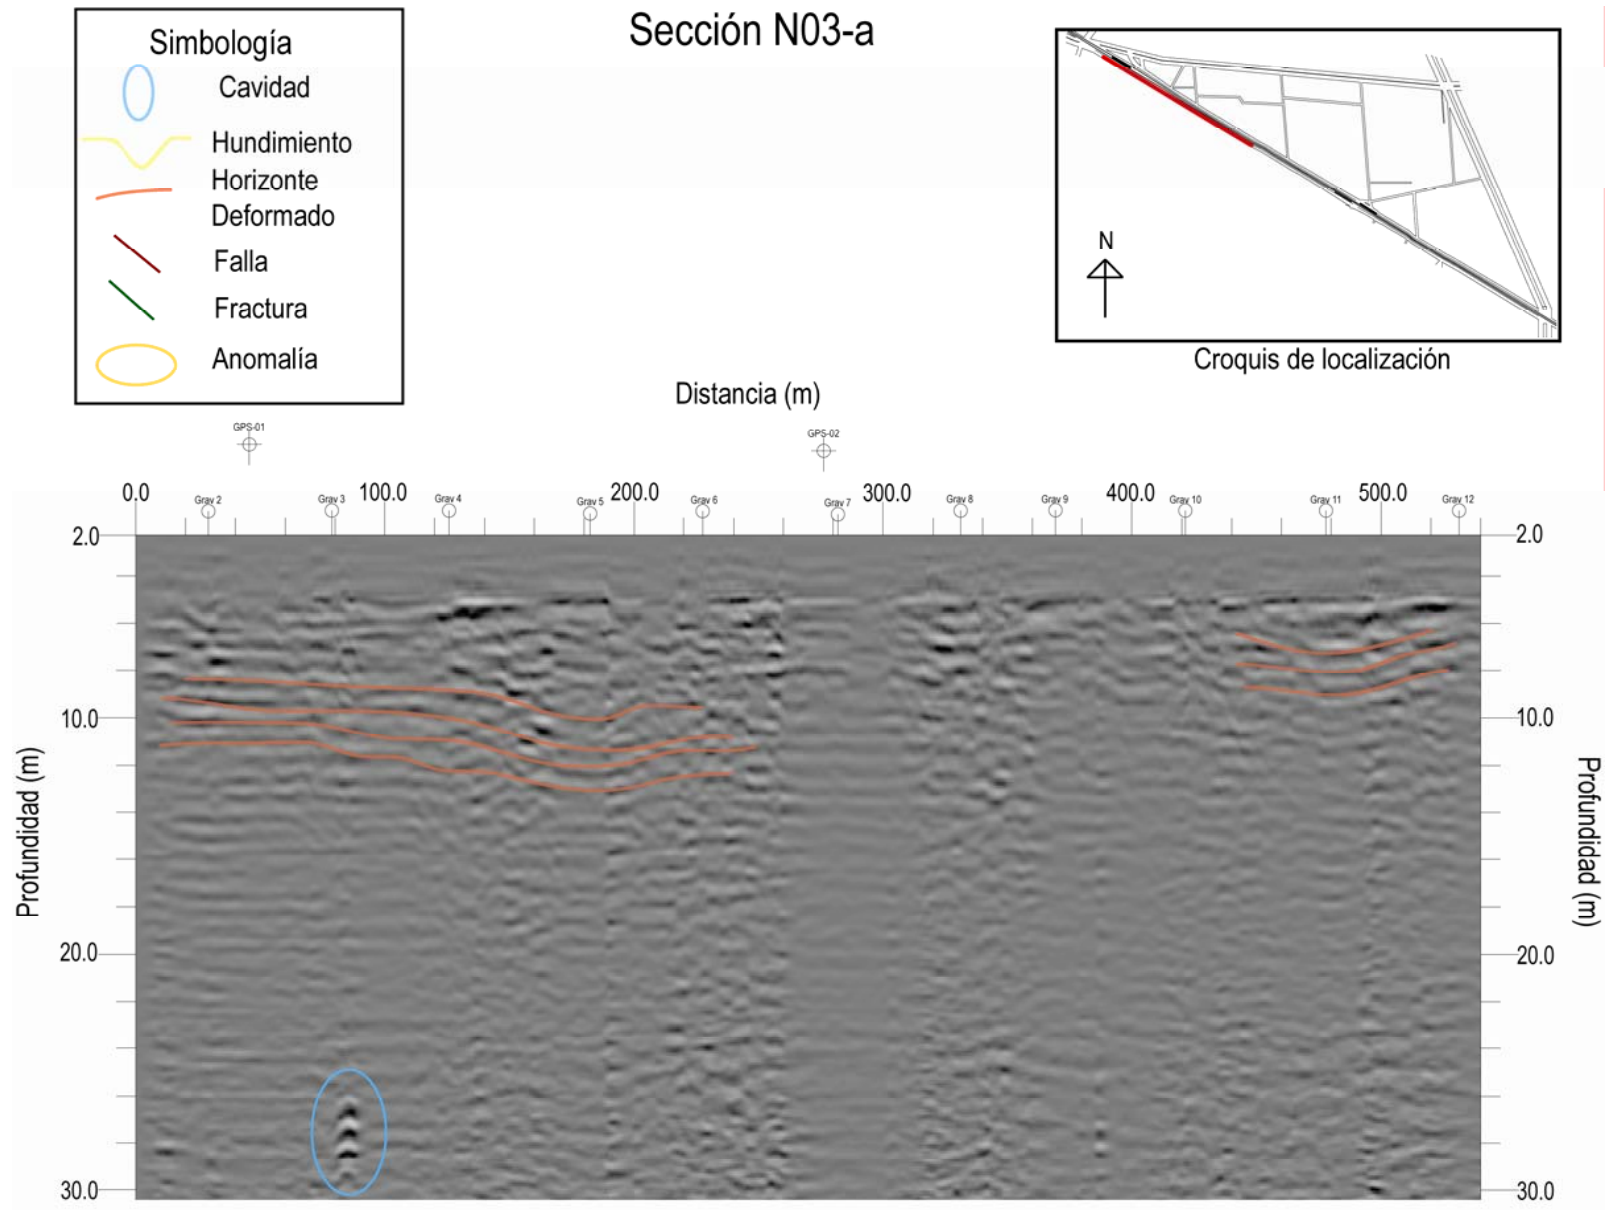 Sección N03-a
Simbología
Cavidad
Hundimiento
Horizonte
Deformado
Falla
Fractura
Anomalía
N
Croquis de localización
Distancia (m)
GPS-01
GPS-02
0.0 100.0 200.0 300.0 400.0 500.0
Grav 2 Grav 3 Grav 4 Grav 5 Grav 6 Grav 7 Grav 8 Grav 9 Grav 10 Grav 11 Grav 12
2.0 2.0
10.0 10.0
Profundidad (m)
Profundidad (m)
20.0 20.0
30.0 30.0